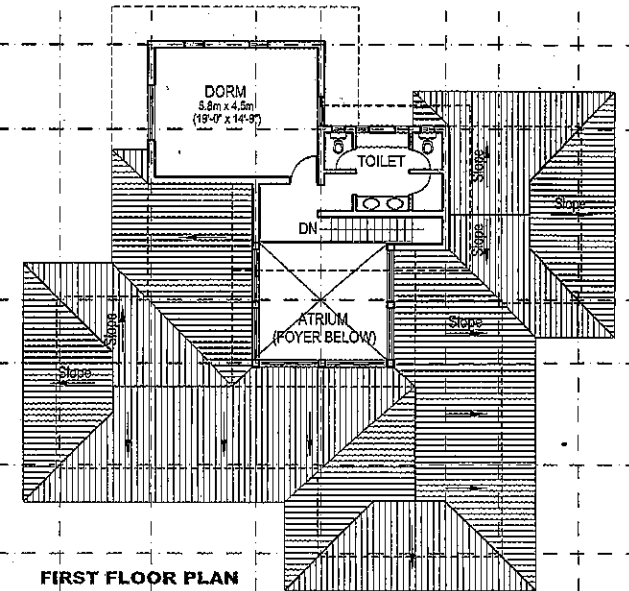 DORM
5.8m x 4.5m
(19'-0" x 14'-9")
TOILET
Slope
Slope
Slope
DN
ATRIUM
(FOYER BELOW)
Slope
Slope
Slope
FIRST FLOOR PLAN